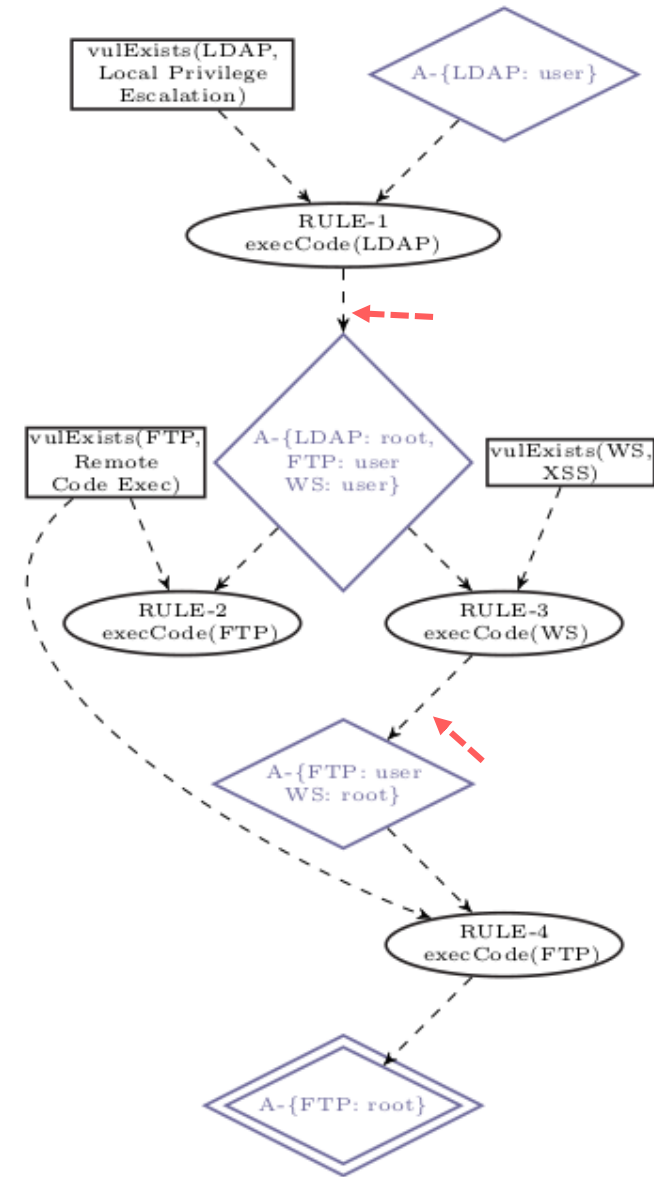 vulExists(LDAP,
Local Privilege
Escalation)
A-{LDAP: user}
RULE-1
execCode(LDAP)
vulExists(FTP,
Remote
Code Exec)
A-{LDAP: root,
FTP: user
WS: user}
vulExists(WS,
XSS)
RULE-2
execCode(FTP)
RULE-3
execCode(WS)
A-{FTP: user
WS: root}
RULE-4
execCode(FTP)
A-{FTP: root}